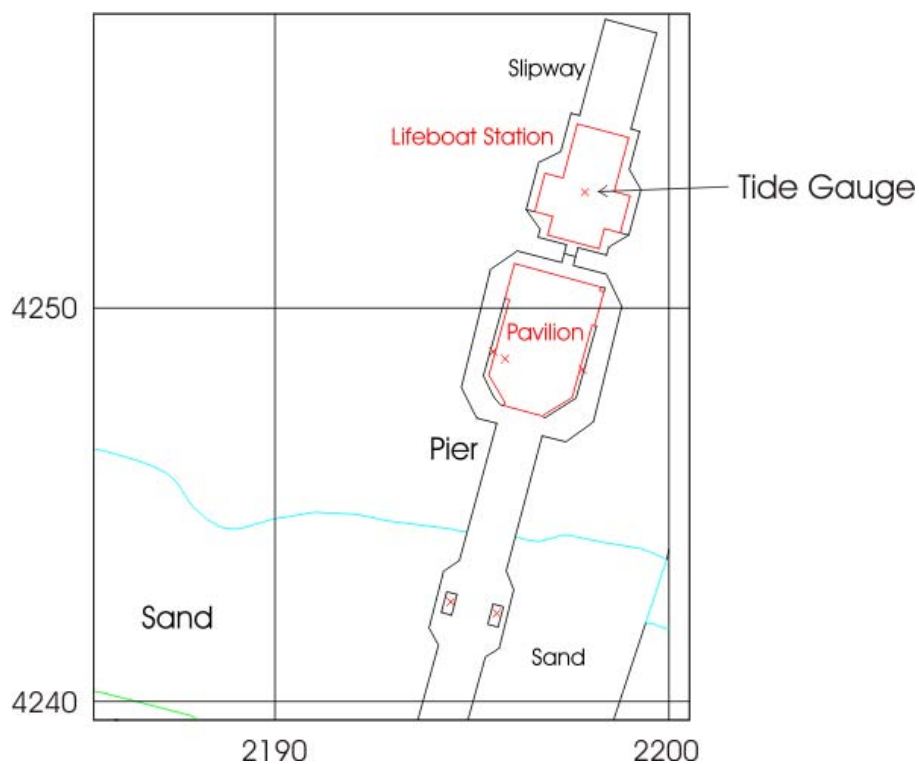 Slipway
Lifeboat Station
Tide Gauge
4250
Pavilion
Pier
Sand
Sand
4240
2190
2200